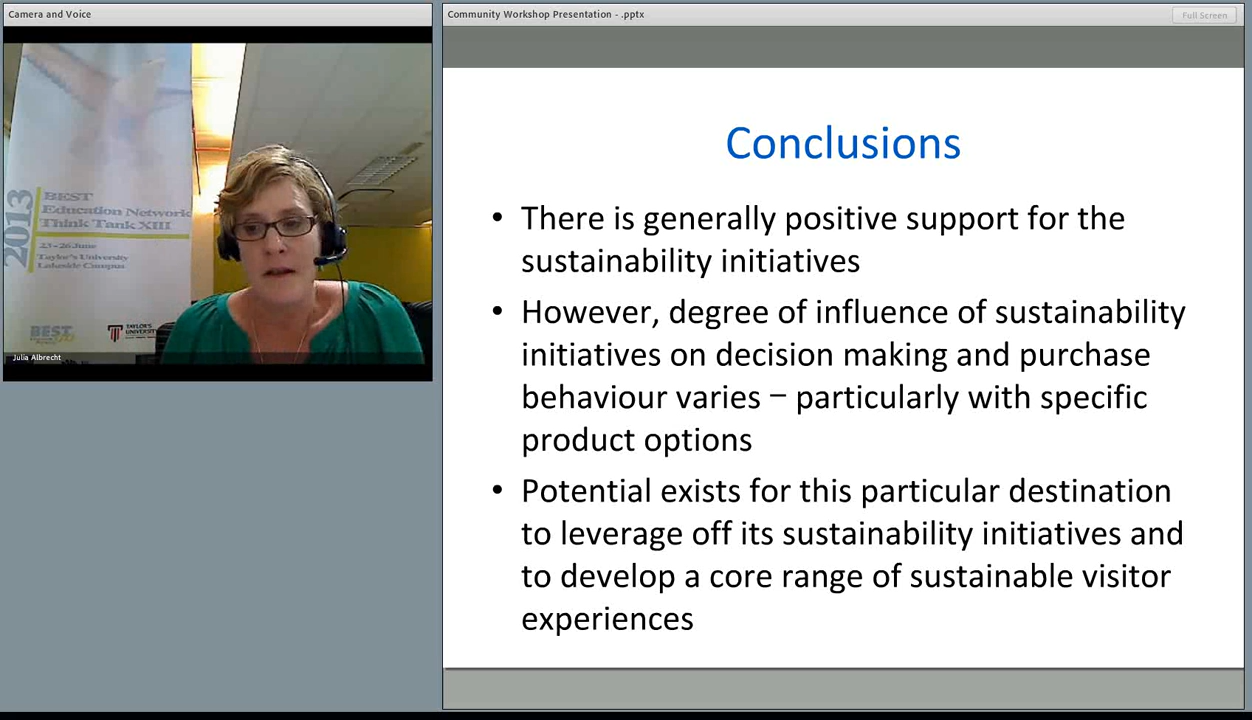 Camera and Voice
Community Workshop Presentation - .pptx
Full Screen
2013
BEST
Education Network
Think Tank XIII
23-26 June
Taylor's University
Lakeside Campus
BEST
TAYLOR'S
UNIVERSITY
Julia Albrecht
Conclusions
• There is generally positive support for the
sustainability initiatives
• However, degree of influence of sustainability
initiatives on decision making and purchase
behaviour varies – particularly with specific
product options
• Potential exists for this particular destination
to leverage off its sustainability initiatives and
to develop a core range of sustainable visitor
experiences